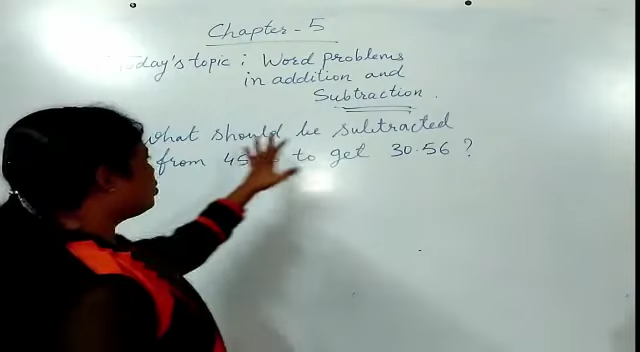 Chapter - 5
Today's topic : Word problems
in addition and
Subtraction .
what should be subtracted
from 45 to get 30.56 ?